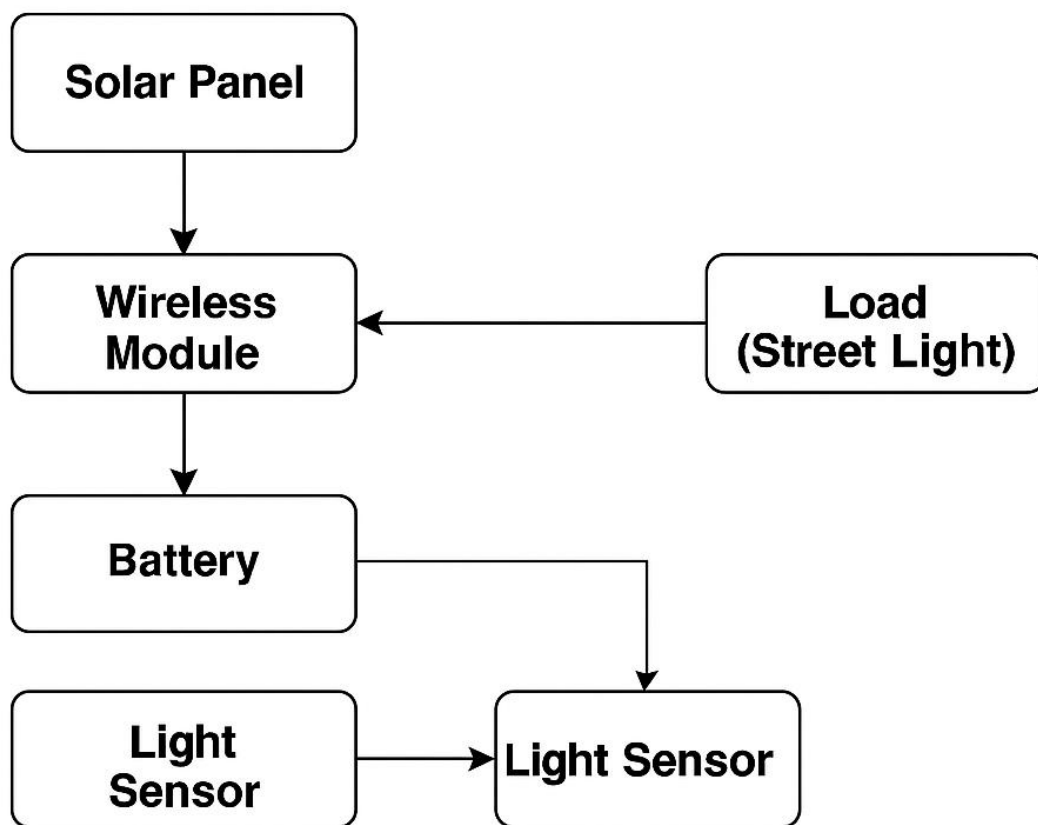 Solar Panel
Wireless
Module
Load
(Street Light)
Battery
Light
Sensor
Light Sensor